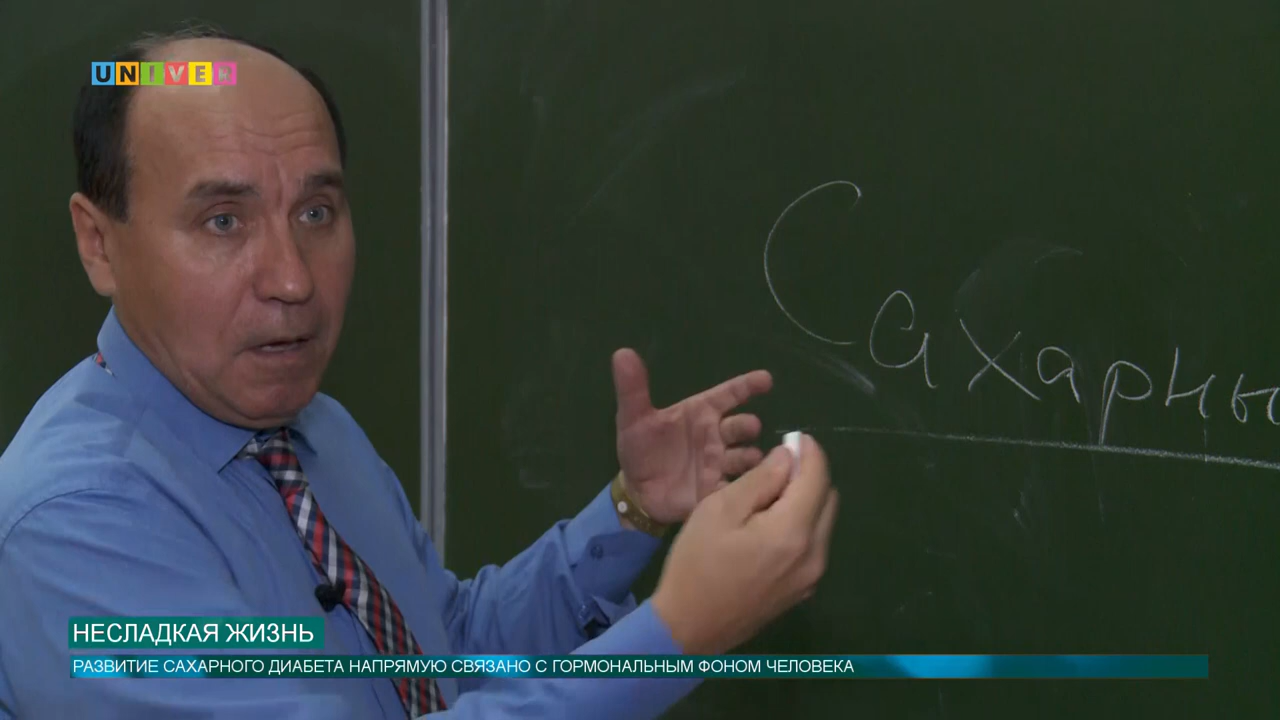 UNIVER
Сахарны
НЕСЛАДКАЯ ЖИЗНЬ
РАЗВИТИЕ САХАРНОГО ДИАБЕТА НАПРЯМУЮ СВЯЗАНО С ГОРМОНАЛЬНЫМ ФОНОМ ЧЕЛОВЕКА